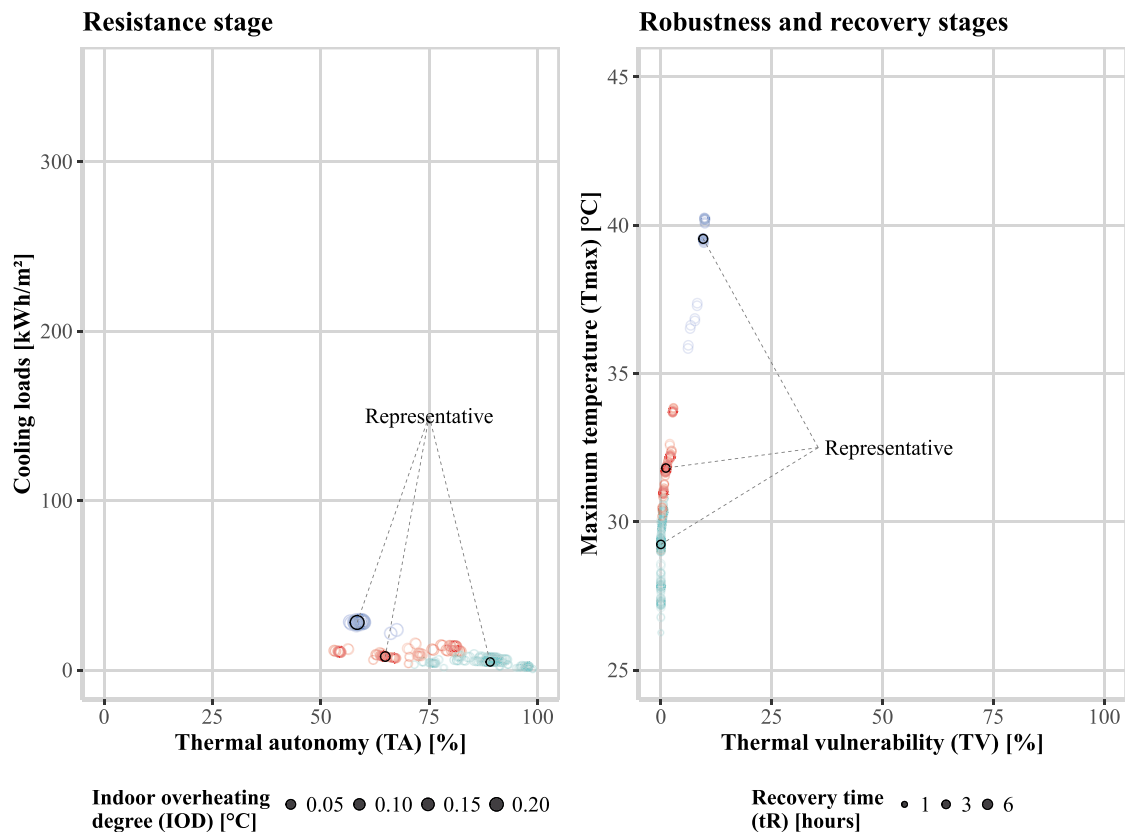 Resistance stage
Cooling loads [kWh/m²]
300
200
100
0
Representative
0 25 50 75 100
Thermal autonomy (TA) [%]
Indoor overheating
degree (IOD) [°C]
0.05 0.10 0.15 0.20
Robustness and recovery stages
Maximum temperature (Tmax) [°C]
45
40
35
30
25
Representative
0 25 50 75 100
Thermal vulnerability (TV) [%]
Recovery time
(tR) [hours]
1 3 6